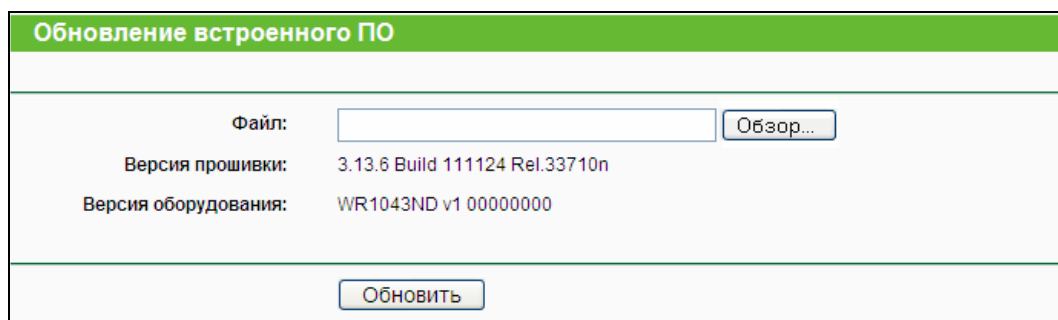 Обновление встроенного ПО
Файл: Обзор...
Версия прошивки: 3.13.6 Build 111124 Rel.33710n
Версия оборудования: WR1043ND v1 00000000
Обновить